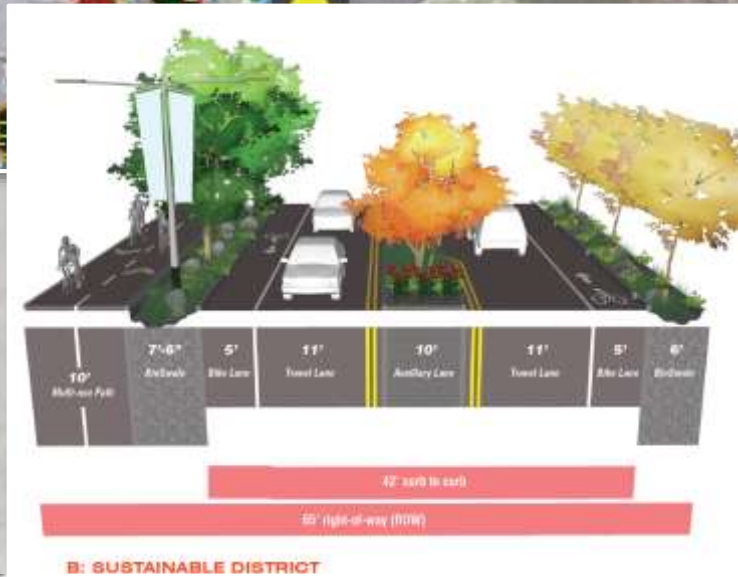 10'
Multi-use Path
7'-6"
BioSwale
5'
Bike Lane
11'
Travel Lane
10'
Auxiliary Lane
11'
Travel Lane
5'
Bike Lane
6'
BioSwale
42' curb to curb
65' right-of-way (ROW)
B: SUSTAINABLE DISTRICT